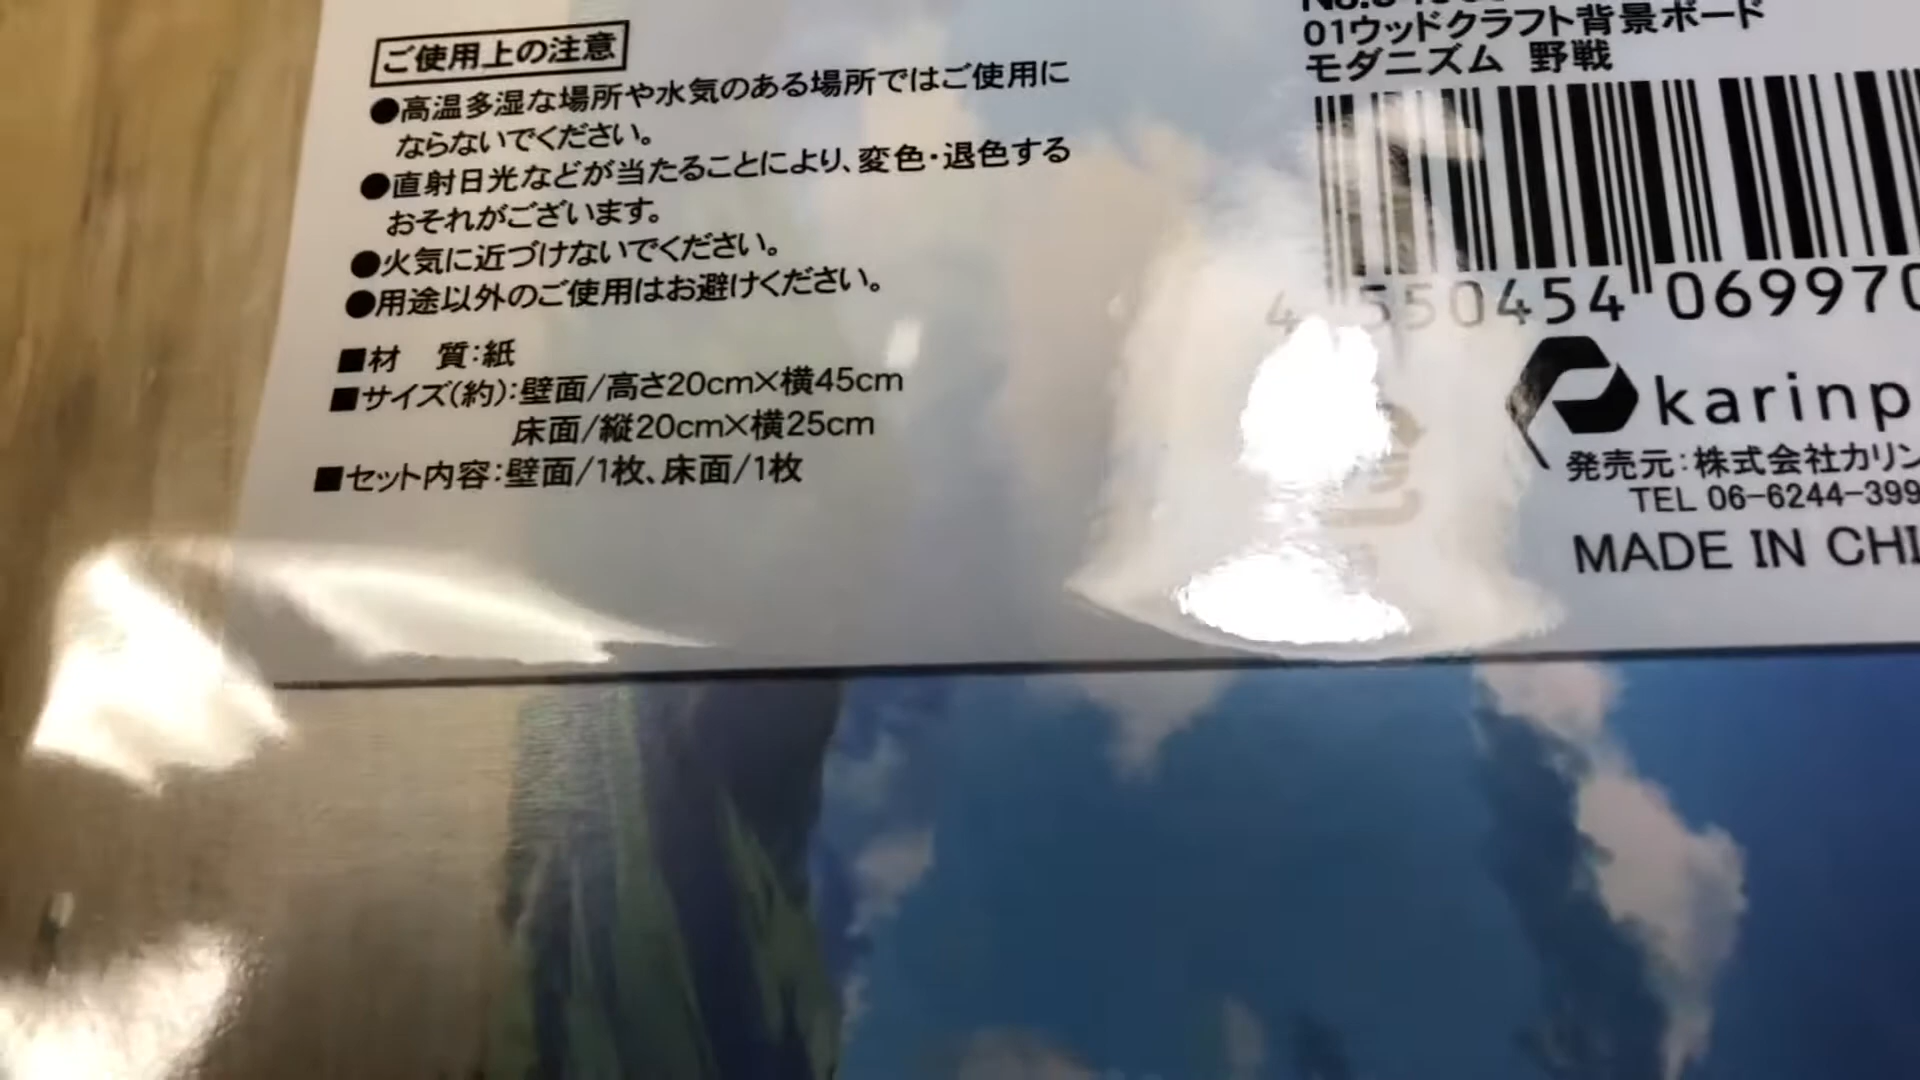 ご使用上の注意
●高温多湿な場所や水気のある場所ではご使用に
ならないでください。
●直射日光などが当たることにより、変色・退色する
おそれがございます。
●火気に近づけないでください。
●用途以外のご使用はお避けください。
■材　質:紙
■サイズ(約):壁面/高さ20cm×横45cm
床面/縦20cm×横25cm
■セット内容:壁面/1枚、床面/1枚
01ウッドクラフト背景ボード
モダニズム 野戦
4 550454 069970
karinp
発売元:株式会社カリン
TEL 06-6244-399
MADE IN CHI